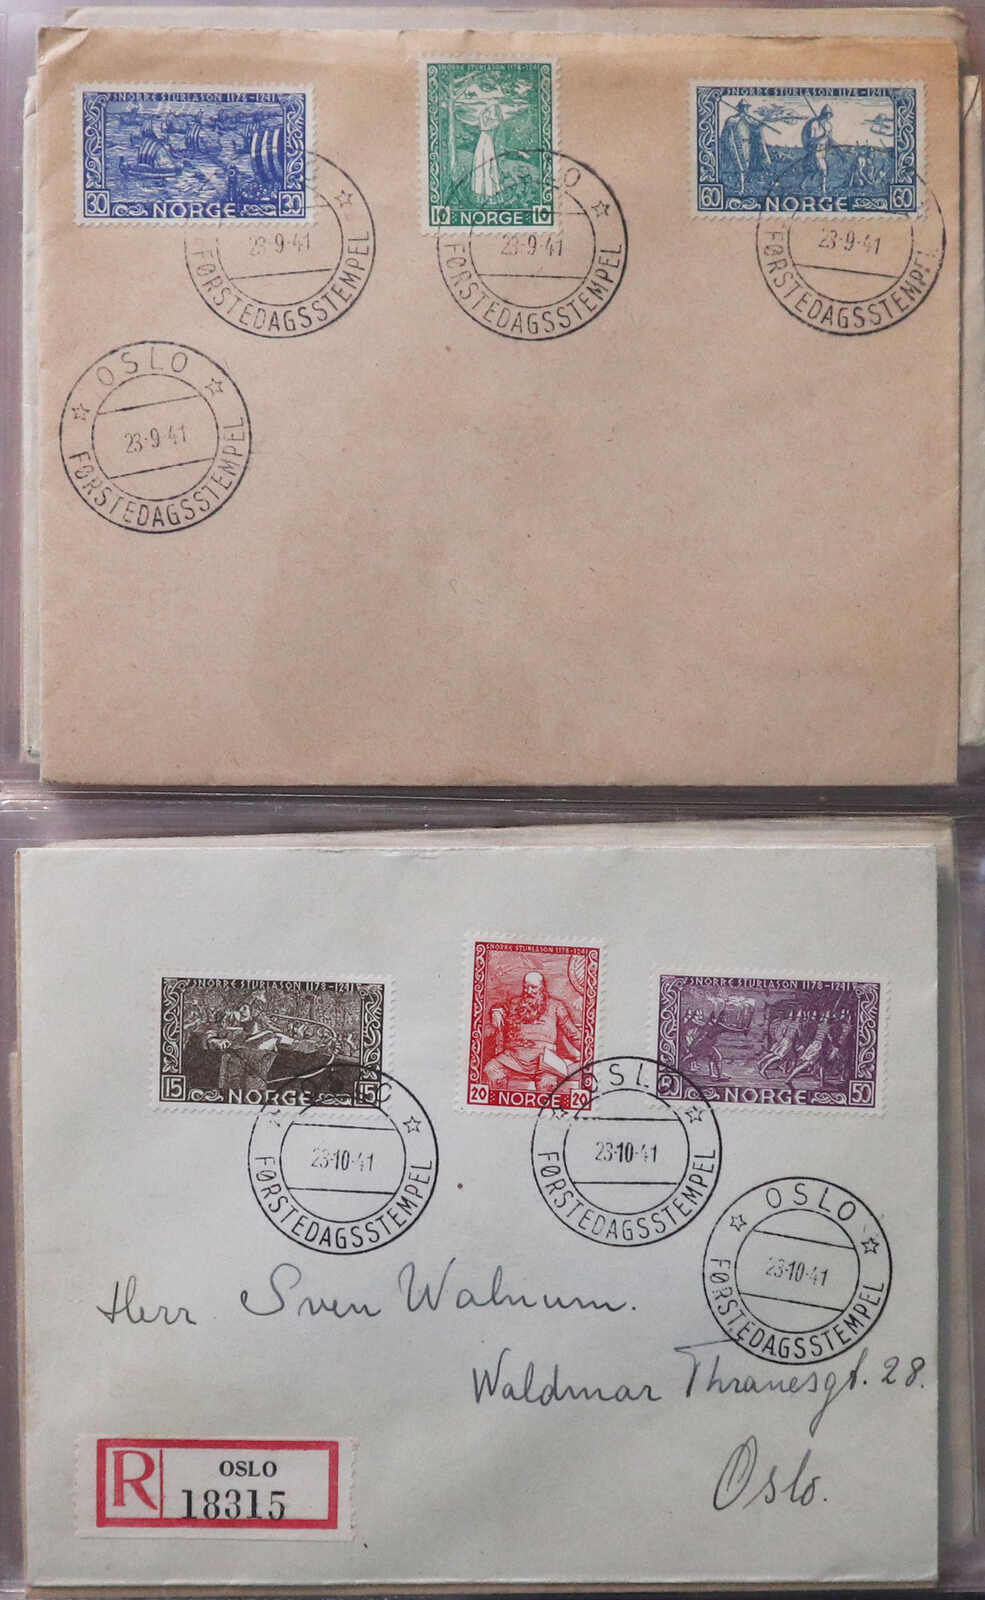 SNORRE STURLASON 1178-1241
30 NORGE 30
SNORRE STURLASON 1178-1241
10 NORGE 10
SNORRE STURLASON 1178-1241
60 NORGE 60
23-9-41
FØRSTEDAGSSTEMPEL
23-9-41
FØRSTEDAGSSTEMPEL
23-9-41
FØRSTEDAGSSTEMPEL
OSLO
23-9-41
FØRSTEDAGSSTEMPEL
SNORRE STURLASON 1178-1241
15 NORGE 15
SNORRE STURLASON 1178-1241
20 NORGE 20
SNORRE STURLASON 1178-1241
50 NORGE 50
23-10-41
FØRSTEDAGSSTEMPEL
OSLO
23-10-41
FØRSTEDAGSSTEMPEL
OSLO
23-10-41
FØRSTEDAGSSTEMPEL
Herr Sven Walnum.
Waldmar Thranesgt. 28.
Oslo.
R OSLO
18315